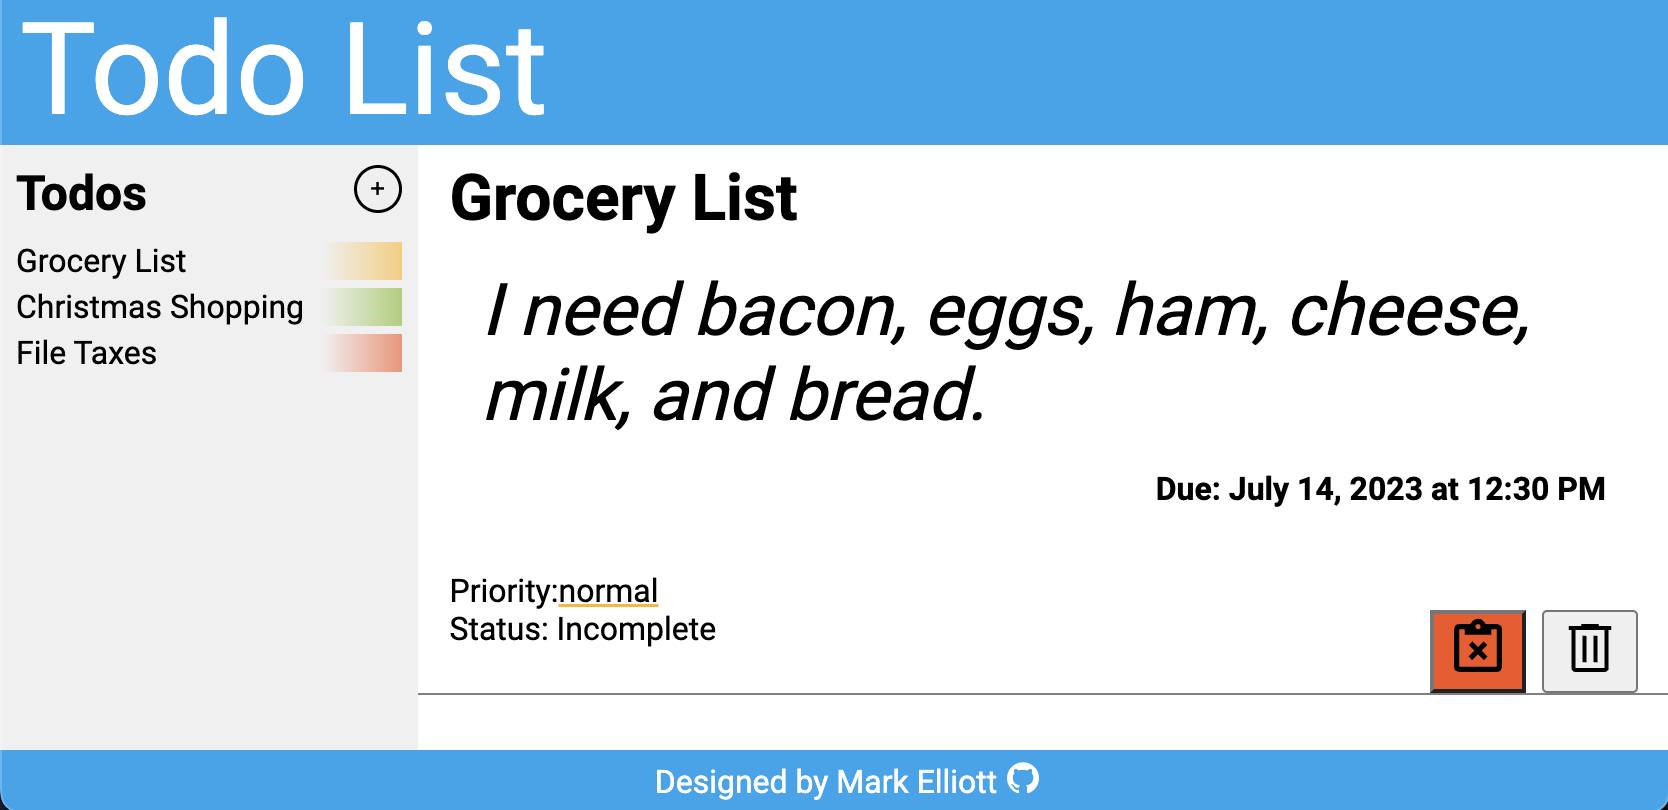 Todo List
Todos
+
Grocery List
Christmas Shopping
File Taxes
Grocery List
I need bacon, eggs, ham, cheese,
milk, and bread.
Due: July 14, 2023 at 12:30 PM
Priority:normal
Status: Incomplete
Designed by Mark Elliott